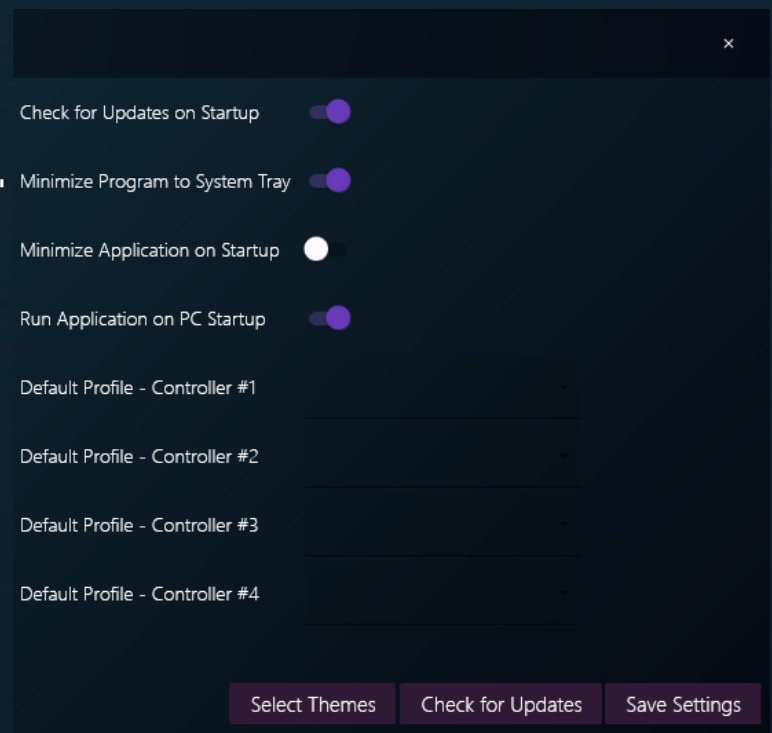 ×
Check for Updates on Startup
Minimize Program to System Tray
Minimize Application on Startup
Run Application on PC Startup
Default Profile - Controller #1
Default Profile - Controller #2
Default Profile - Controller #3
Default Profile - Controller #4
Select Themes Check for Updates Save Settings